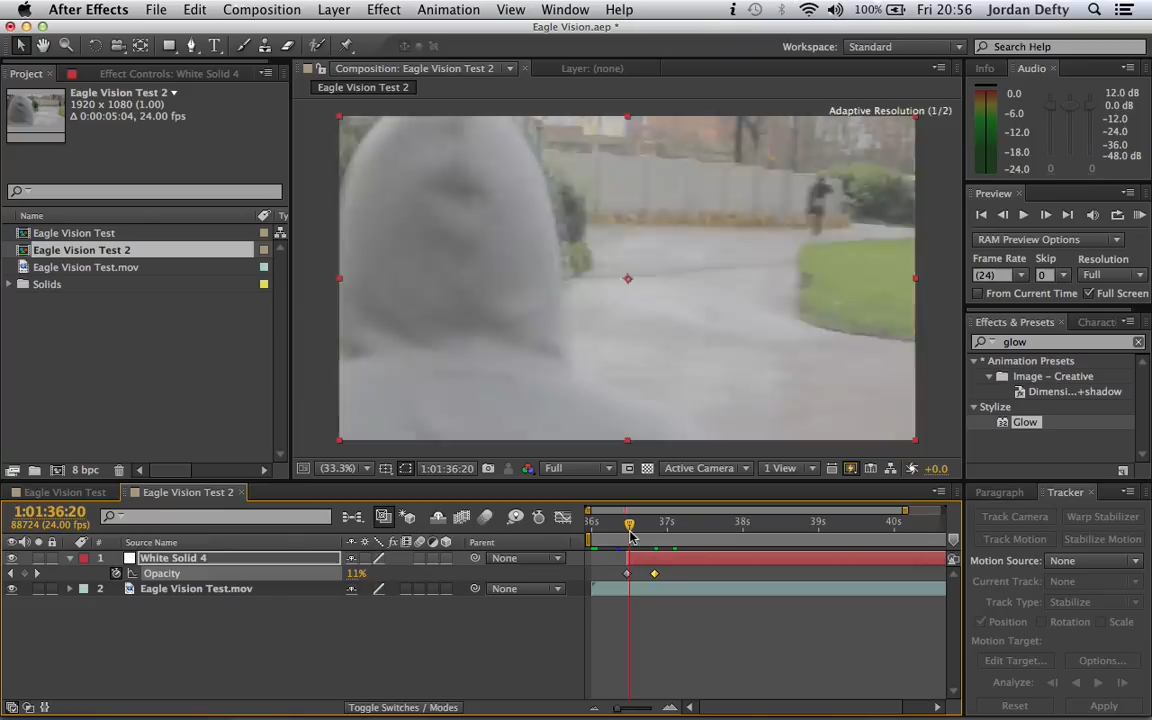 After Effects File Edit Composition Layer Effect Animation View Window Help 100% Fri 20:56 Jordan Defty
Eagle Vision.aep *
Workspace: Standard Search Help
Project Effect Controls: White Solid 4
Composition: Eagle Vision Test 2 Layer: (none)
Info Audio
Eagle Vision Test 2
1920 x 1080 (1.00)
Δ 0:00:05:04, 24.00 fps
Eagle Vision Test 2
Adaptive Resolution (1/2)
0.0 12.0 dB
-6.0 0.0 dB
-12.0 -12.0
-18.0 -24.0
-36.0
-24.0 -48.0 dB
0 0
Preview
RAM Preview Options
Frame Rate Skip Resolution
(24) 0 Full
From Current Time Full Screen
Name Ty
Eagle Vision Test
Eagle Vision Test 2
Eagle Vision Test.mov
Solids
Effects & Presets Charact
glow
* Animation Presets
Image – Creative
Dimensi...+shadow
Stylize
Glow
8 bpc
(33.3%) 1:01:36:20 Full Active Camera 1 View +0.0
Eagle Vision Test Eagle Vision Test 2
1:01:36:20
88724 (24.00 fps)
36s 37s 38s 39s 40s
# Source Name Parent
1 White Solid 4 None
Opacity 11%
2 Eagle Vision Test.mov None
Toggle Switches / Modes
Paragraph Tracker
Track Camera Warp Stabilizer
Track Motion Stabilize Motion
Motion Source: None
Current Track: None
Track Type: Stabilize
Position Rotation Scale
Motion Target:
Edit Target... Options...
Analyze:
Reset Apply